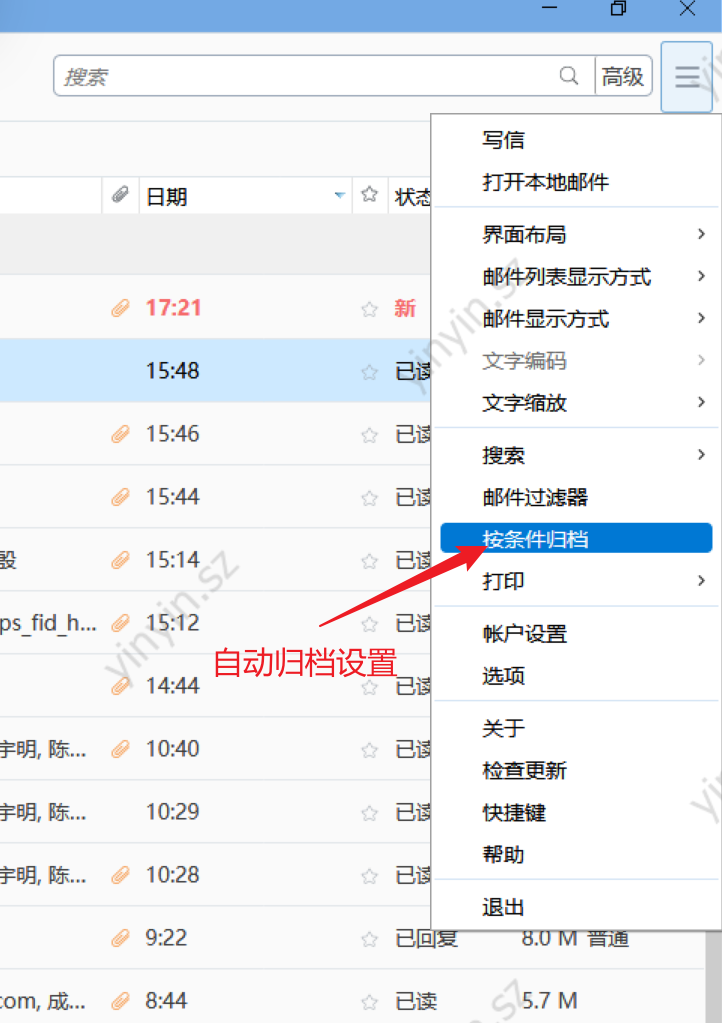 搜索
高级
写信
打开本地邮件
日期
状态
界面布局
邮件列表显示方式
17:21
新
邮件显示方式
15:48
已读
文字编码
文字缩放
15:46
已读
搜索
15:44
已读
邮件过滤器
按条件归档
殷
15:14
已读
打印
ps_fid_h...
15:12
已读
帐户设置
自动归档设置
选项
14:44
已读
关于
宇明, 陈...
10:40
已读
检查更新
快捷键
10:29
宇明, 陈...
已读
帮助
宇明, 陈...
10:28
已读
退出
9:22
已回复
8.0 M
普通
com, 成...
8:44
已读
5.7 M
yinyin.sz
yinyin.sz